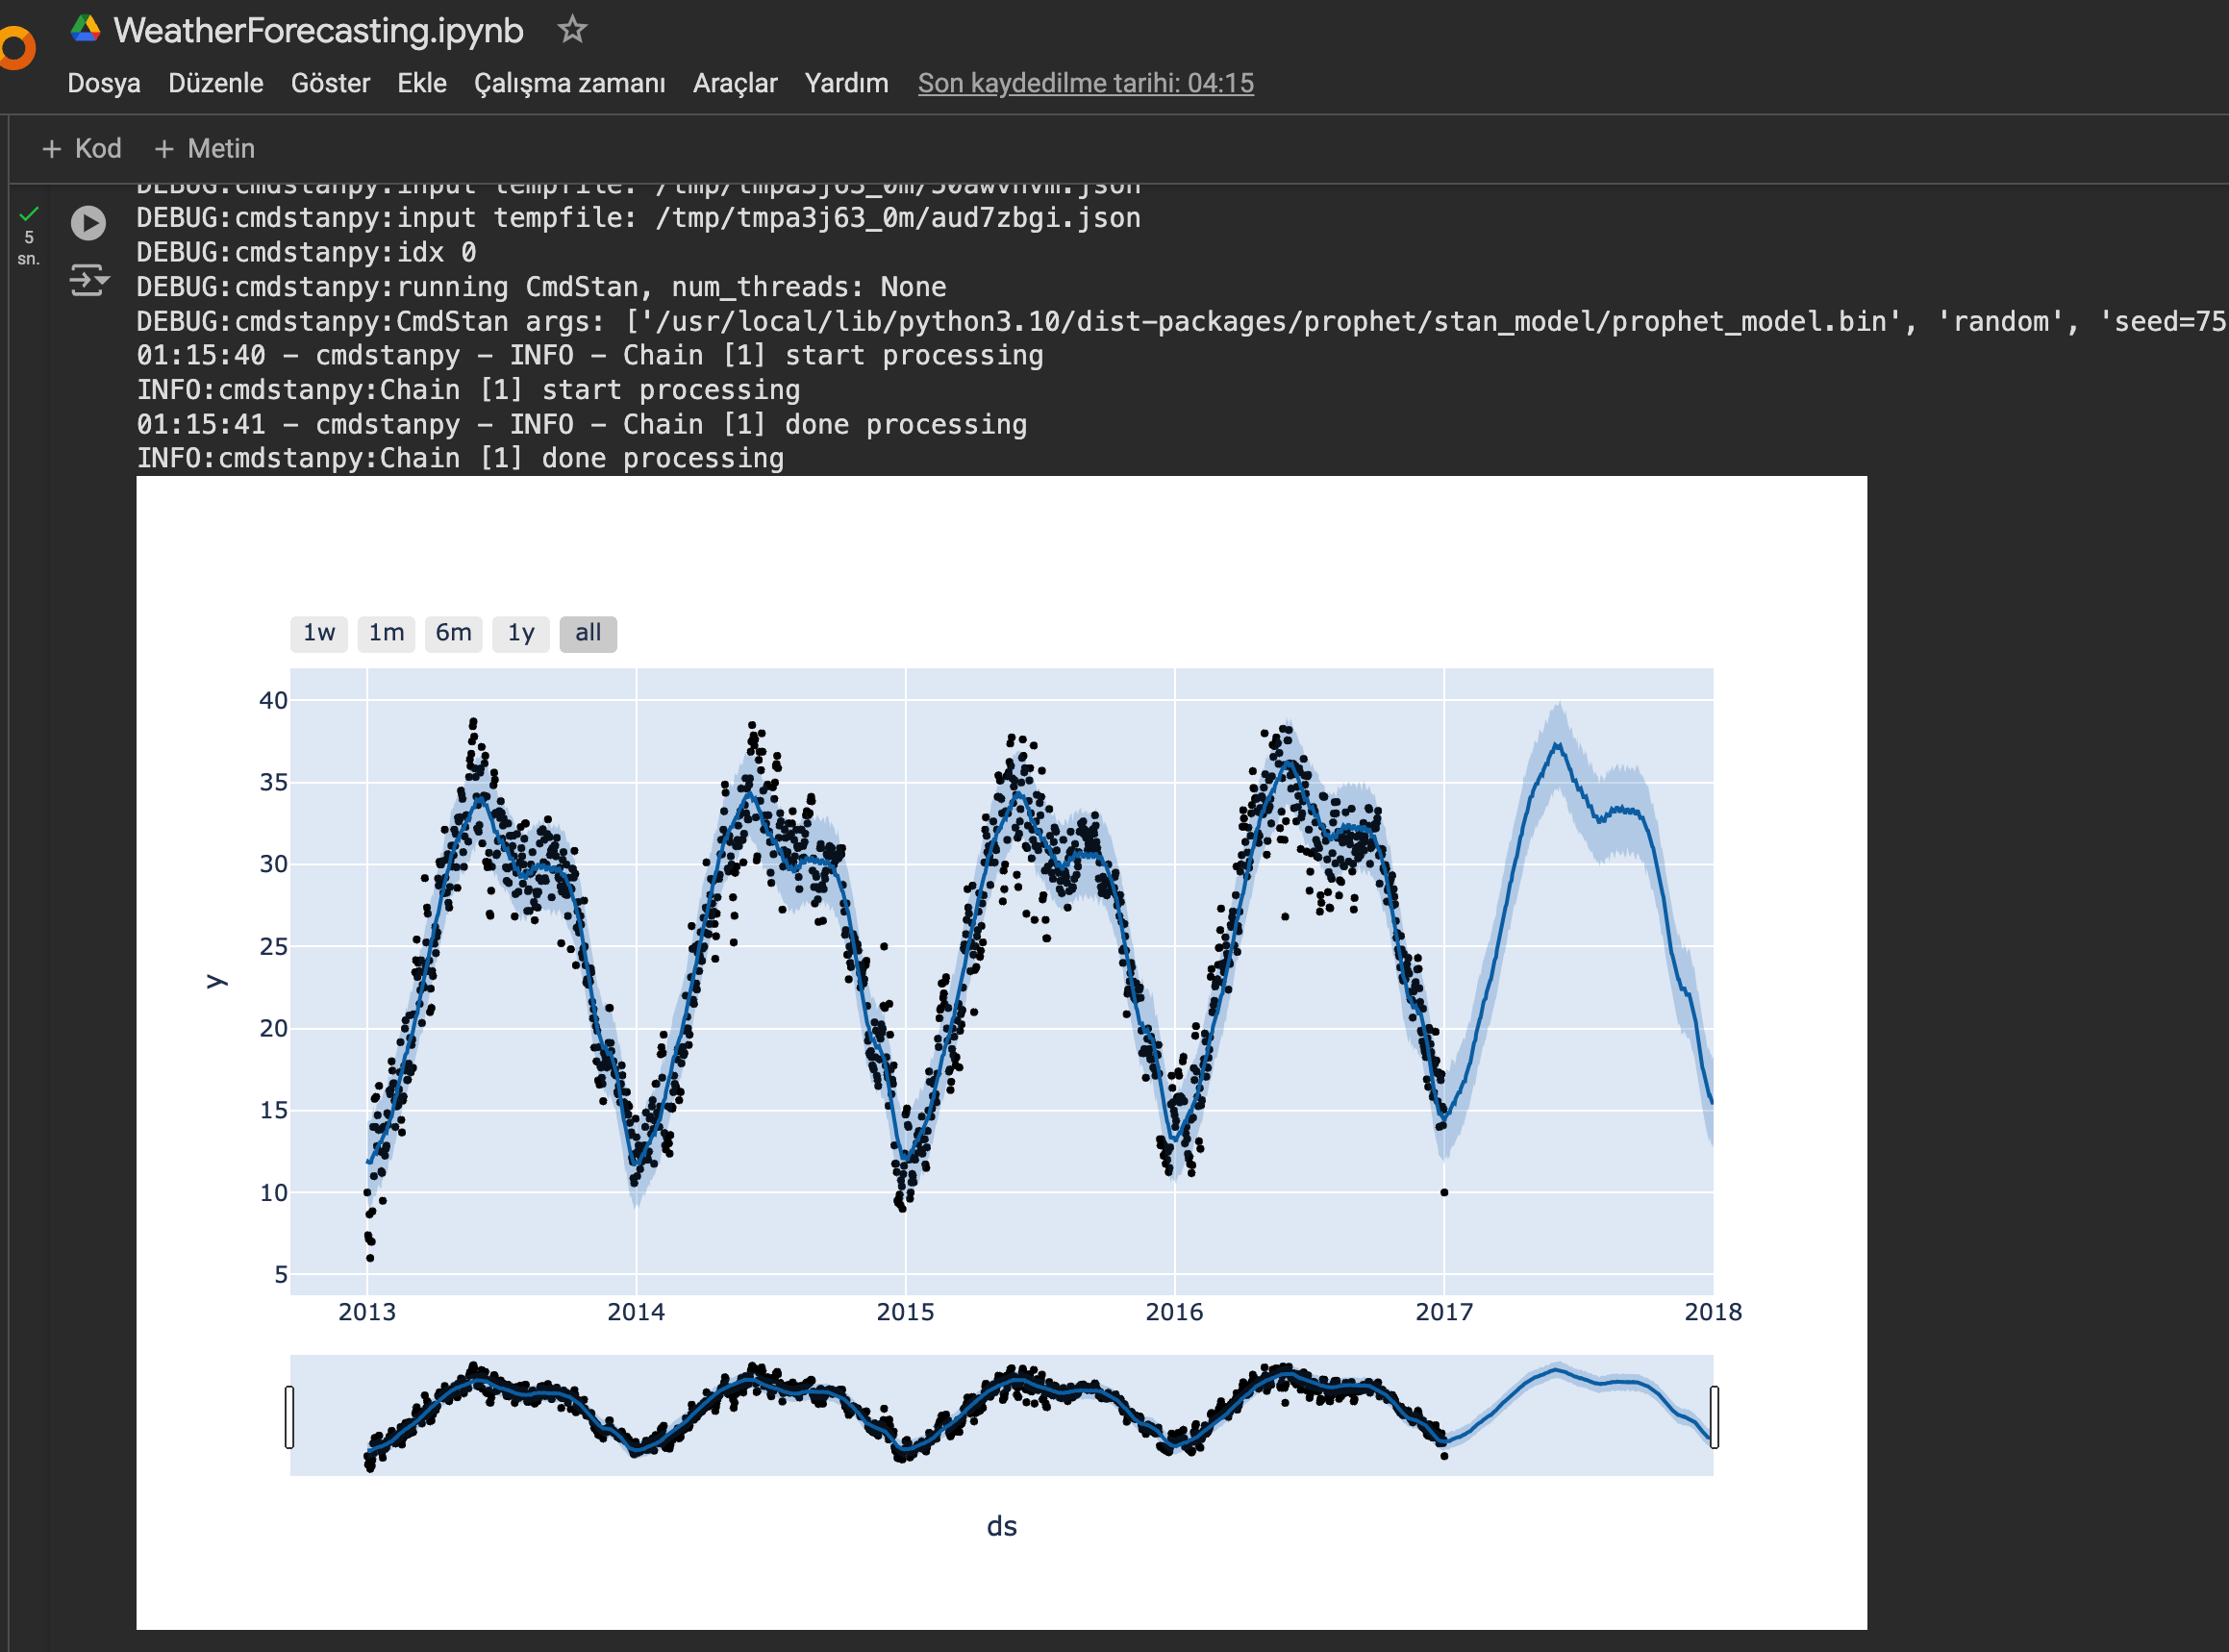 WeatherForecasting.ipynb
Dosya Düzenle Göster Ekle Çalışma zamanı Araçlar Yardım Son kaydedilme tarihi: 04:15
+ Kod + Metin
DEBUG:cmdstanpy:input tempfile:
DEBUG:cmdstanpy:input tempfile: /tmp/tmpa3j63_0m/aud7zbgi.json
5
sn.
DEBUG:cmdstanpy:idx 0
DEBUG:cmdstanpy:running CmdStan, num_threads: None
DEBUG:cmdstanpy:CmdStan args: ['/usr/local/lib/python3.10/dist-packages/prophet/stan_model/prophet_model.bin', 'random', 'seed=75
01:15:40 - cmdstanpy - INFO - Chain [1] start processing
INFO:cmdstanpy:Chain [1] start processing
01:15:41 - cmdstanpy - INFO - Chain [1] done processing
INFO:cmdstanpy:Chain [1] done processing
1w 1m 6m 1y all
40
35
30
25
y
20
15
10
5
2013 2014 2015 2016 2017 2018
ds